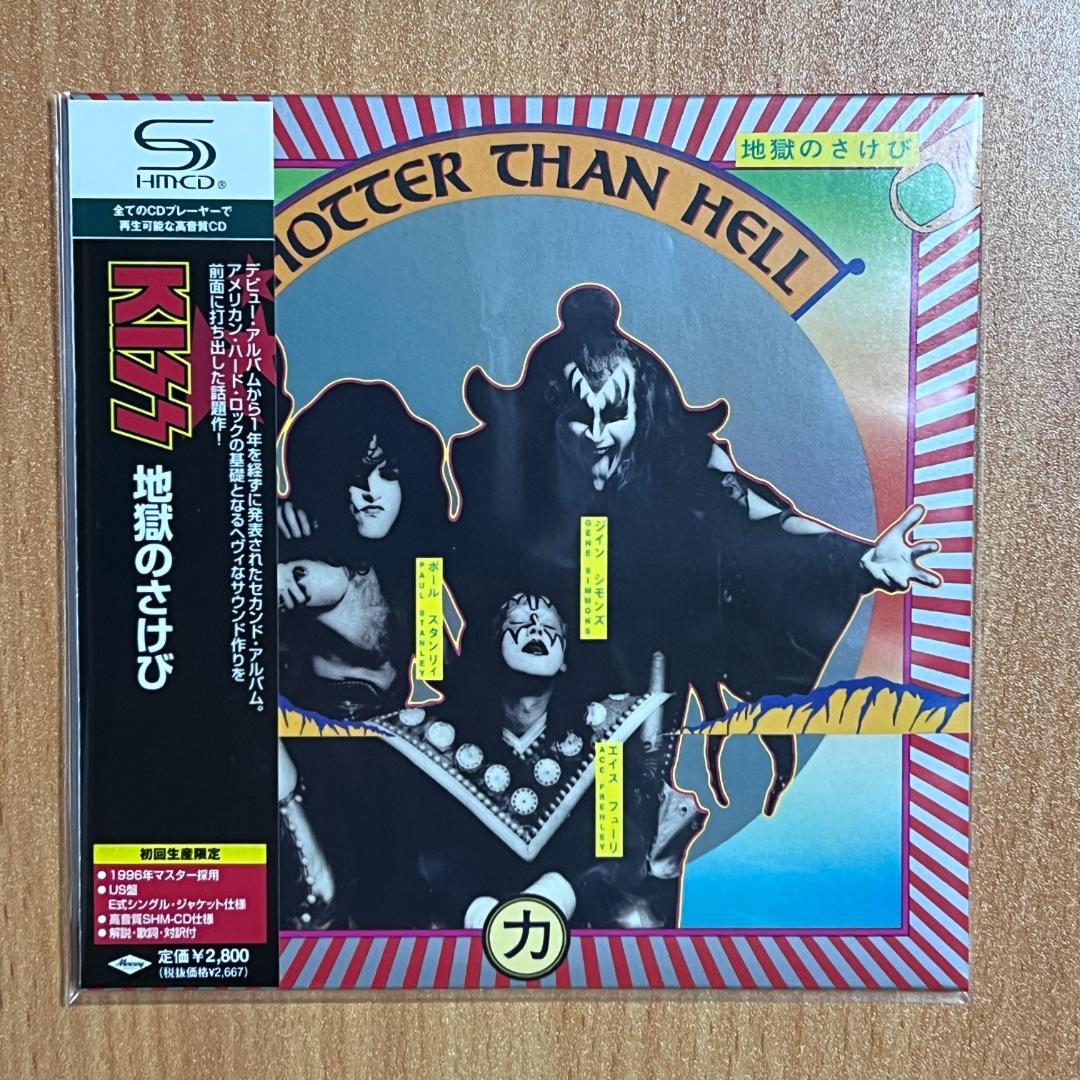 SHM-CD®
全てのCDプレーヤーで
再生可能な高音質CD
KISS
地獄のさけび
デビュー・アルバムから1年を経ずに発表されたセカンド・アルバム。
アメリカン・ハード・ロックの基礎となるヘヴィなサウンド作りを
前面に打ち出した話題作！
初回生産限定
● 1996年マスター採用
● US盤
E式シングル・ジャケット仕様
● 高音質SHM-CD仕様
● 解説・歌詞・対訳付
Mercury
定価¥2,800
(税抜価格¥2,667)
HOTTER THAN HELL
地獄のさけび
ジイン シモンズ
GENE SIMMONS
ポール スタンリィ
PAUL STANLEY
エイス フューリ
ACE FREHLEY
力